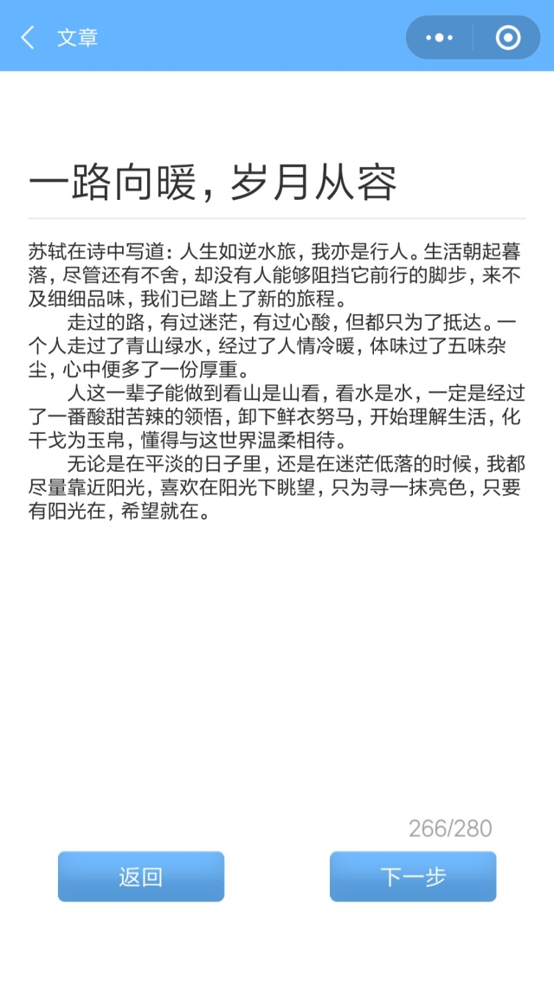 文章
一路向暖，岁月从容
苏轼在诗中写道：人生如逆水旅，我亦是行人。生活朝起暮
落，尽管还有不舍，却没有人能够阻挡它前行的脚步，来不
及细细品味，我们已踏上了新的旅程。
走过的路，有过迷茫，有过心酸，但都只为了抵达。一
个人走过了青山绿水，经过了人情冷暖，体味过了五味杂
尘，心中便多了一份厚重。
人这一辈子能做到看山是山看，看水是水，一定是经过
了一番酸甜苦辣的领悟，卸下鲜衣努马，开始理解生活，化
干戈为玉帛，懂得与这世界温柔相待。
无论是在平淡的日子里，还是在迷茫低落的时候，我都
尽量靠近阳光，喜欢在阳光下眺望，只为寻一抹亮色，只要
有阳光在，希望就在。
266/280
返回
下一步